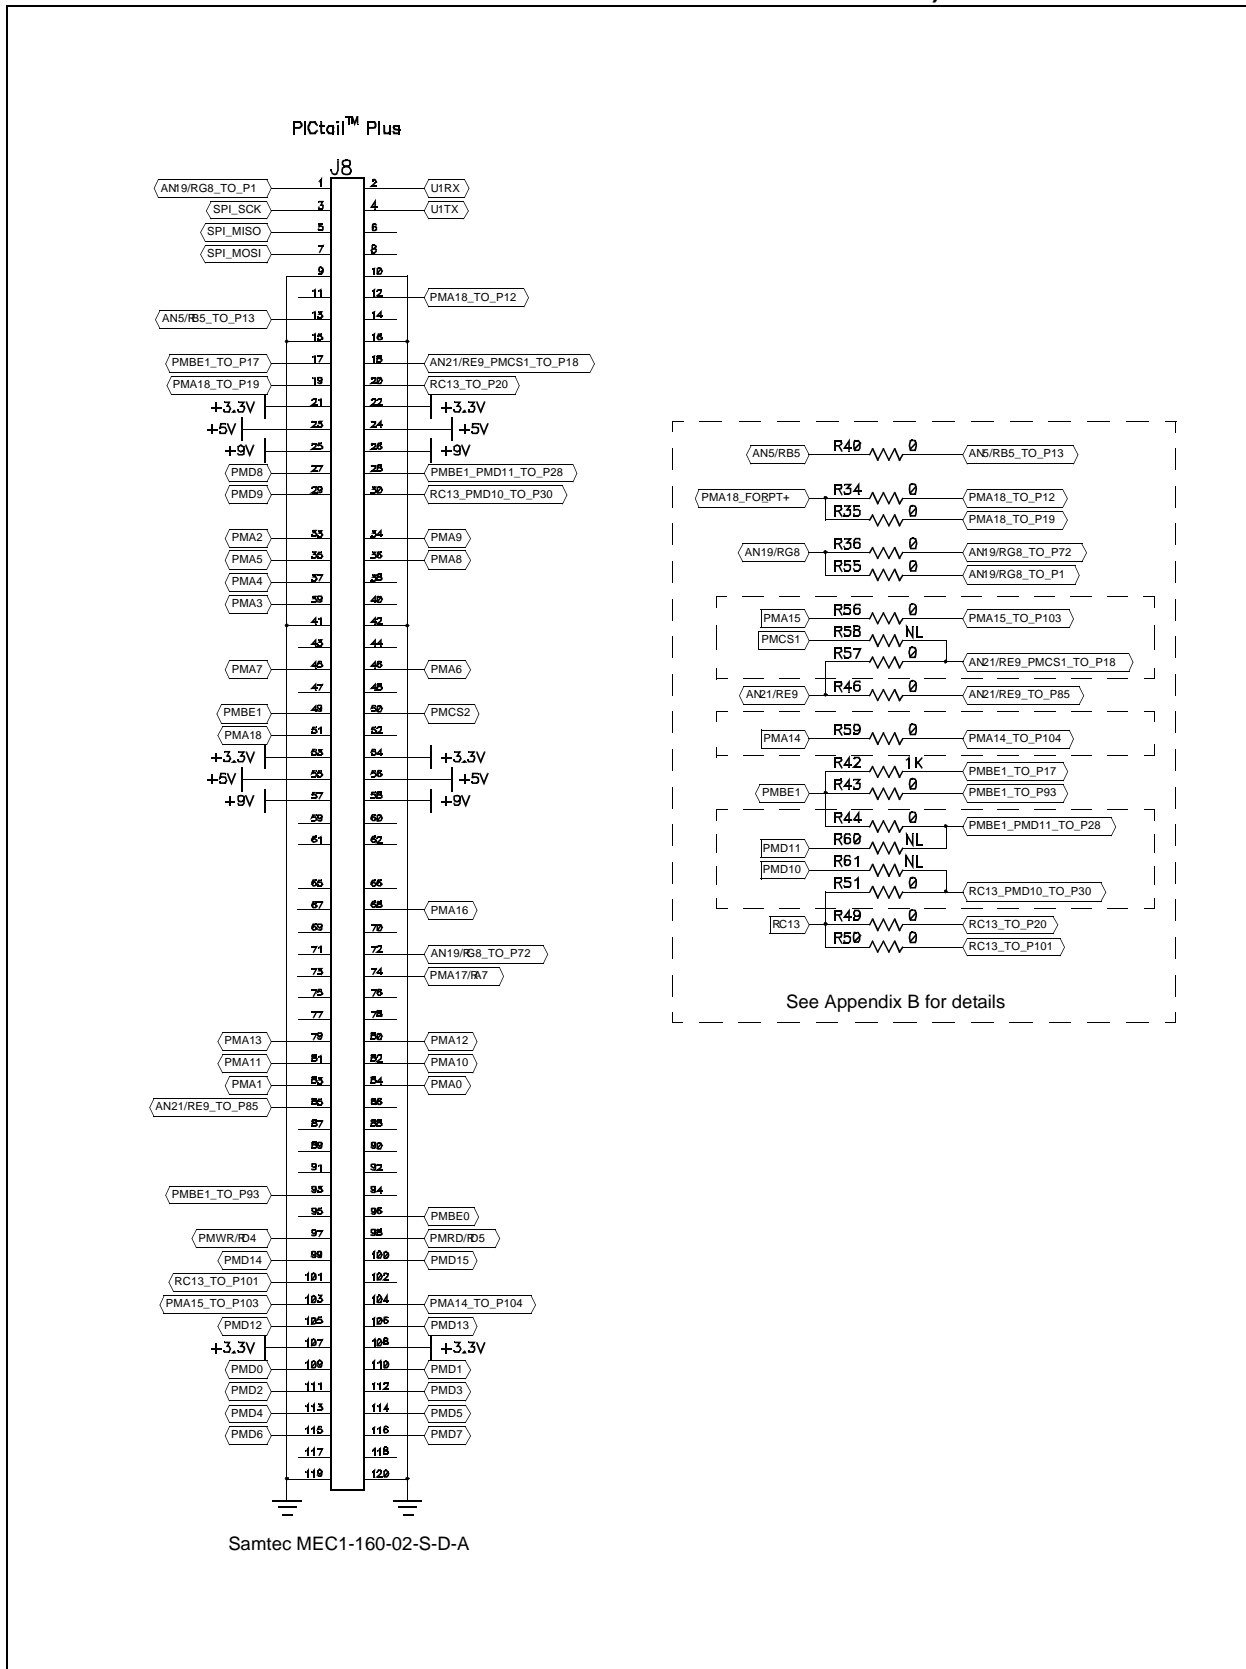 PICtail™ Plus
J8
AN19/RG8_TO_P1 1 2 U1RX
SPI_SCK 3 4 U1TX
SPI_MISO 5 6
SPI_MOSI 7 8
9 10
11 12 PMA18_TO_P12
AN5/RB5_TO_P13 13 14
15 16
PMBE1_TO_P17 17 18 AN21/RE9_PMCS1_TO_P18
PMA18_TO_P19 19 20 RC13_TO_P20
+3.3V 21 22 +3.3V
+5V 23 24 +5V
+9V 25 26 +9V
PMD8 27 28 PMBE1_PMD11_TO_P28
PMD9 29 30 RC13_PMD10_TO_P30
PMA2 33 34 PMA9
PMA5 35 36 PMA8
PMA4 37 38
PMA3 39 40
41 42
43 44
PMA7 45 46 PMA6
47 48
PMBE1 49 50 PMCS2
PMA18 51 52
+3.3V 53 54 +3.3V
+5V 55 56 +5V
+9V 57 58 +9V
59 60
61 62
65 66
67 68 PMA16
69 70
71 72 AN19/RG8_TO_P72
73 74 PMA17/RA7
75 76
77 78
PMA13 79 80 PMA12
PMA11 81 82 PMA10
PMA1 83 84 PMA0
AN21/RE9_TO_P85 85 86
87 88
89 90
91 92
PMBE1_TO_P93 93 94
95 96 PMBE0
PMWR/RD4 97 98 PMRD/RD5
PMD14 99 100 PMD15
RC13_TO_P101 101 102
PMA15_TO_P103 103 104 PMA14_TO_P104
PMD12 105 106 PMD13
+3.3V 107 108 +3.3V
PMD0 109 110 PMD1
PMD2 111 112 PMD3
PMD4 113 114 PMD5
PMD6 115 116 PMD7
117 118
119 120
Samtec MEC1-160-02-S-D-A
AN5/RB5 R40 0 AN5/RB5_TO_P13
PMA18_FORPT+ R34 0 PMA18_TO_P12
R35 0 PMA18_TO_P19
AN19/RG8 R36 0 AN19/RG8_TO_P72
R55 0 AN19/RG8_TO_P1
PMA15 R56 0 PMA15_TO_P103
PMCS1 R58 NL
R57 0 AN21/RE9_PMCS1_TO_P18
AN21/RE9 R46 0 AN21/RE9_TO_P85
PMA14 R59 0 PMA14_TO_P104
R42 1K PMBE1_TO_P17
PMBE1 R43 0 PMBE1_TO_P93
R44 0 PMBE1_PMD11_TO_P28
PMD11 R60 NL
PMD10 R61 NL
R51 0 RC13_PMD10_TO_P30
RC13 R49 0 RC13_TO_P20
R50 0 RC13_TO_P101
See Appendix B for details